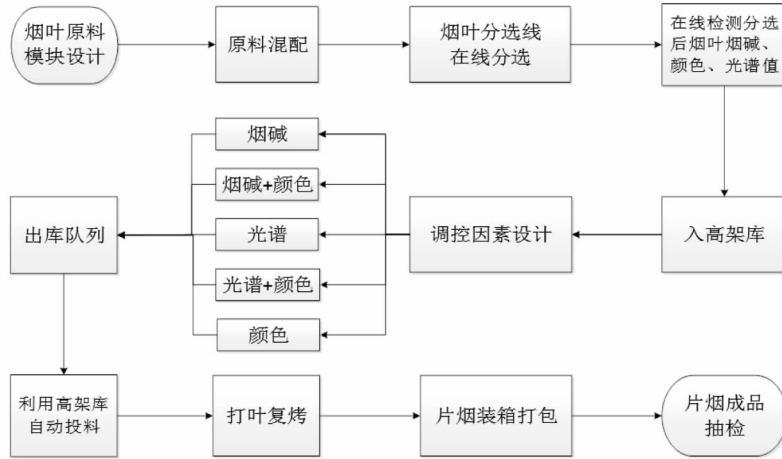 烟叶原料
模块设计
原料混配
烟叶分选线
在线分选
在线检测分选
后烟叶烟碱、
颜色、光谱值
入高架库
调控因素设计
烟碱
烟碱+颜色
光谱
光谱+颜色
颜色
出库队列
利用高架库
自动投料
打叶复烤
片烟装箱打包
片烟成品
抽检